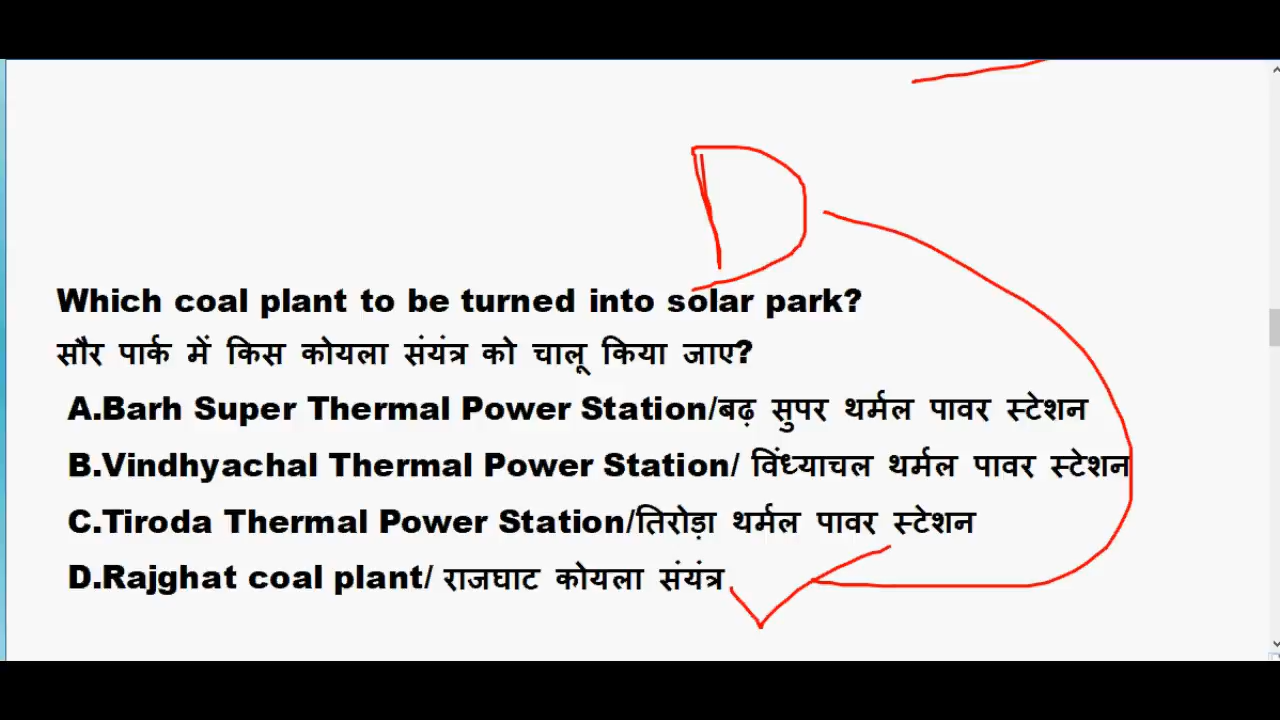 D
Which coal plant to be turned into solar park?
सौर पार्क में किस कोयला संयंत्र को चालू किया जाए?
A.Barh Super Thermal Power Station/बढ़ सुपर थर्मल पावर स्टेशन
B.Vindhyachal Thermal Power Station/ विंध्याचल थर्मल पावर स्टेशन
C.Tiroda Thermal Power Station/तिरोड़ा थर्मल पावर स्टेशन
D.Rajghat coal plant/ राजघाट कोयला संयंत्र